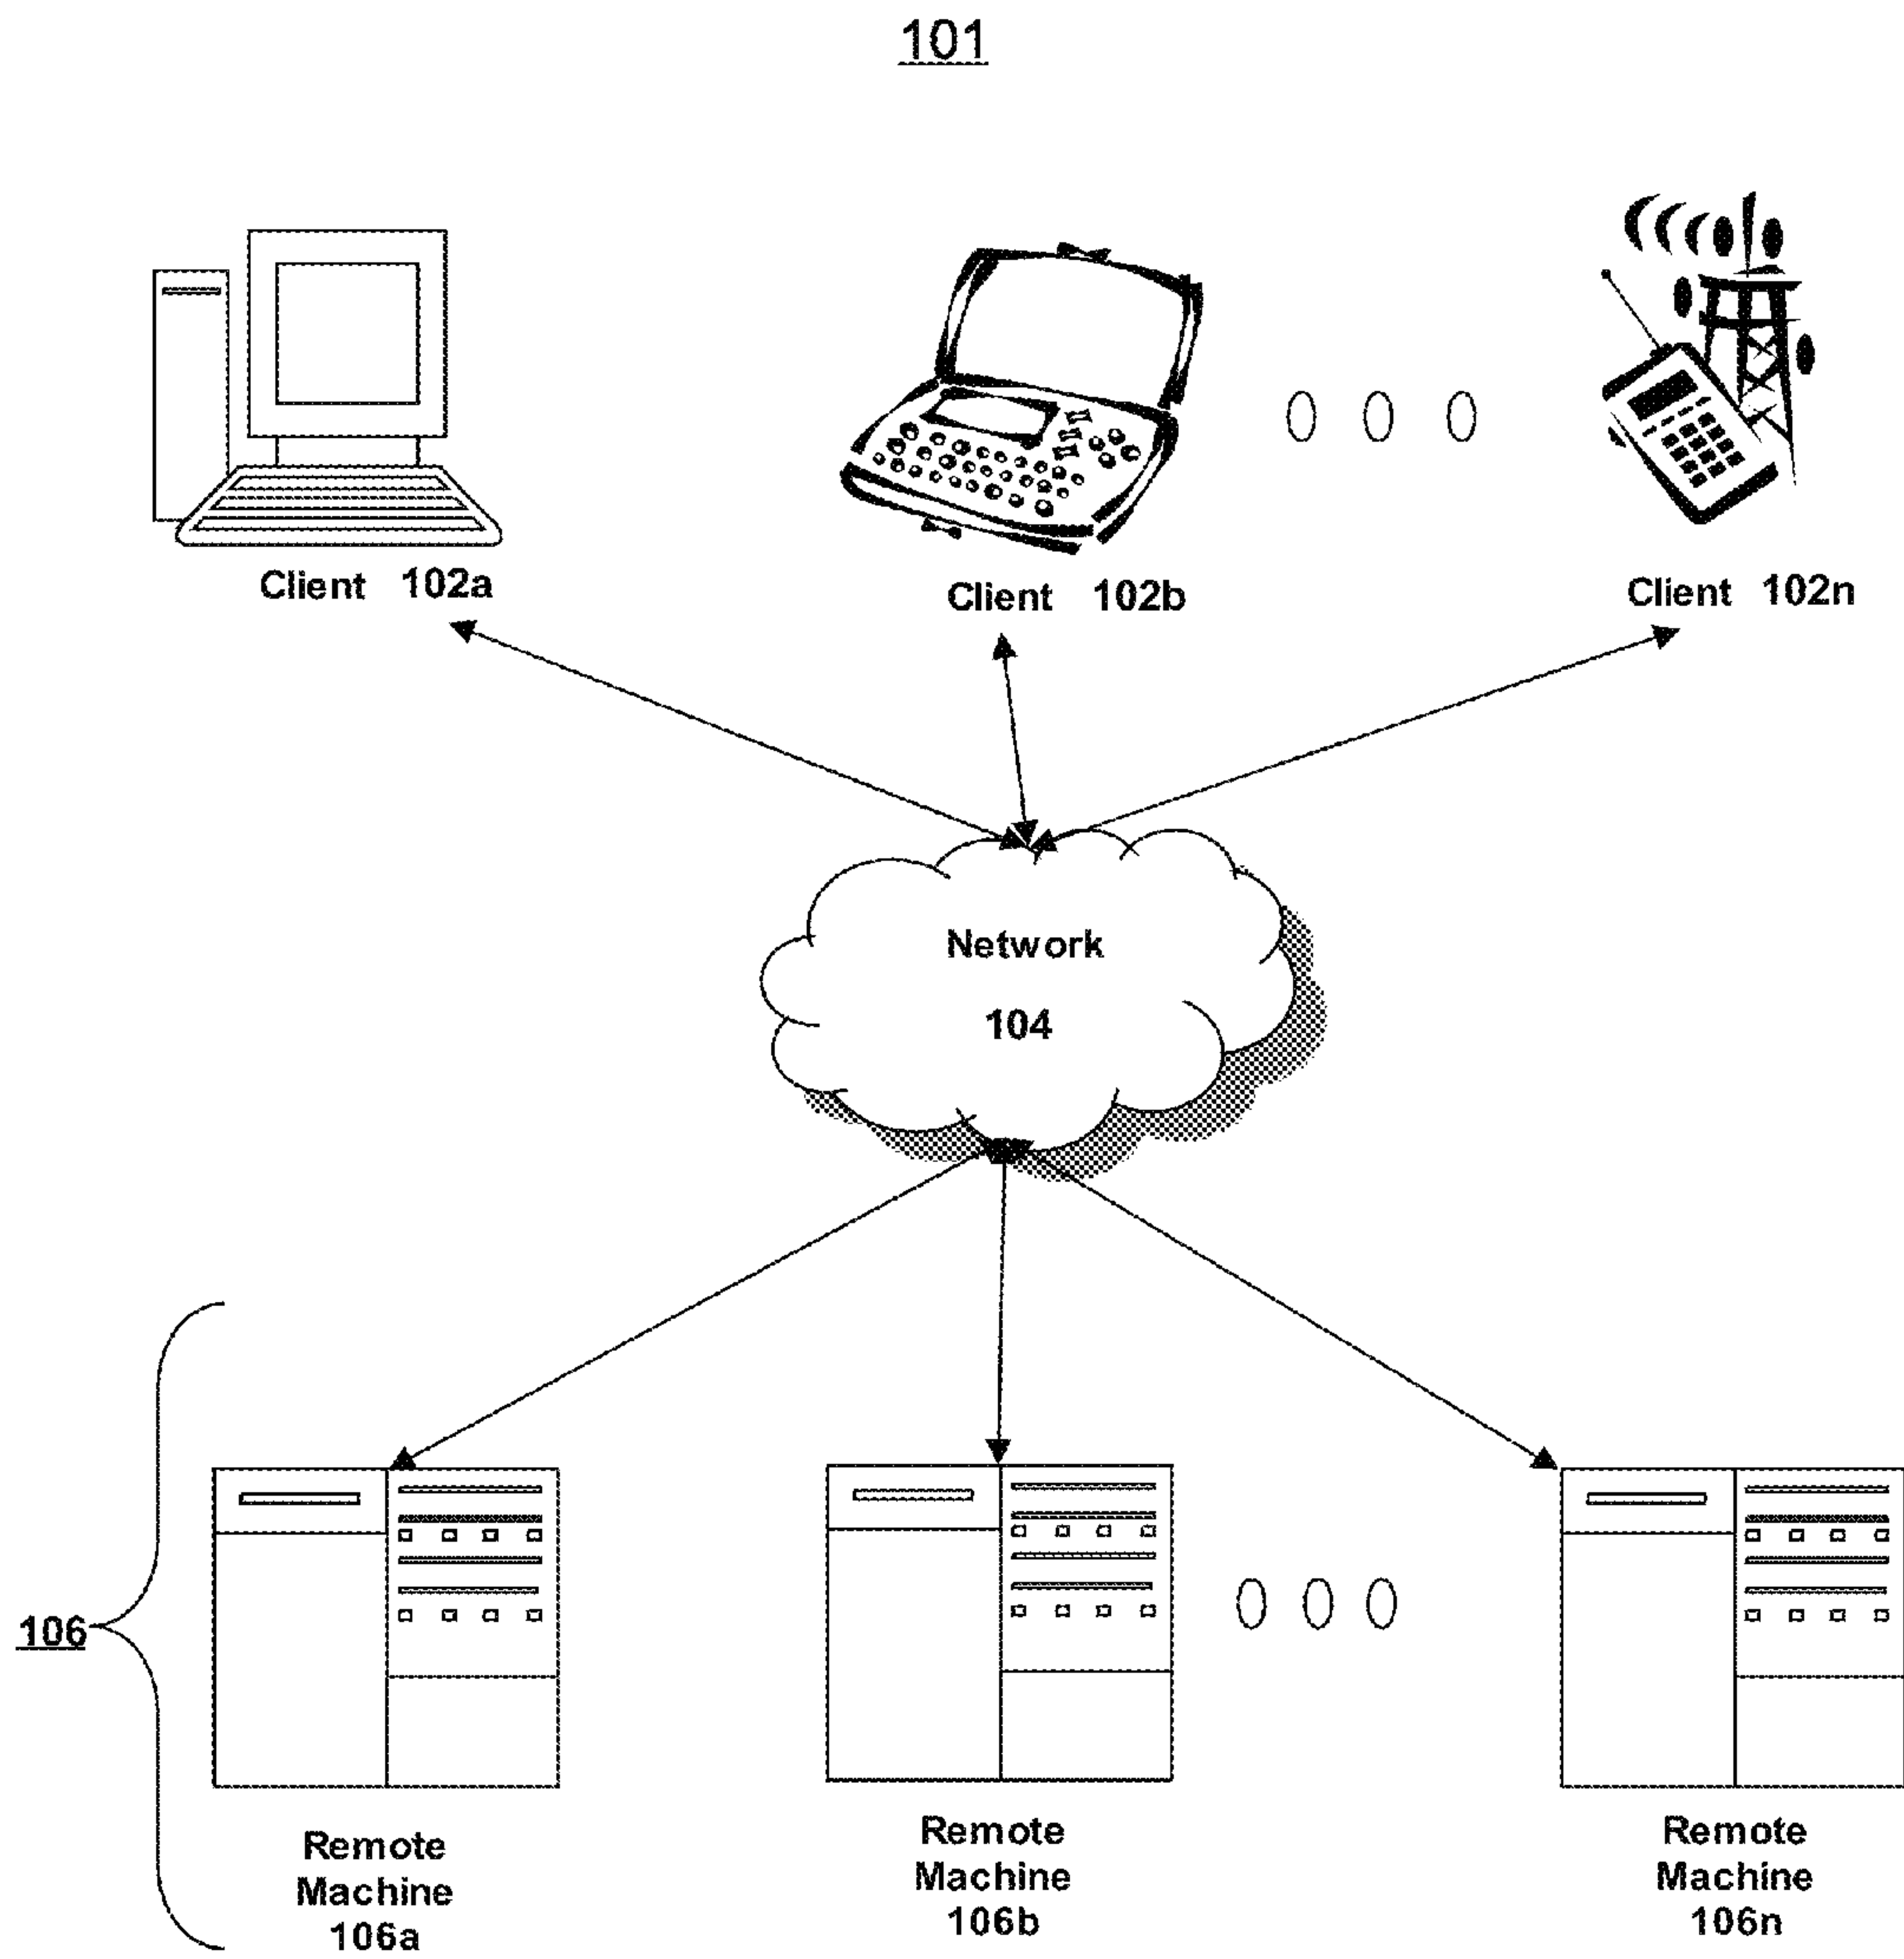 101
Client 102a
Client 102b
Client 102n
Network
104
106
Remote
Machine
106a
Remote
Machine
106b
Remote
Machine
106n